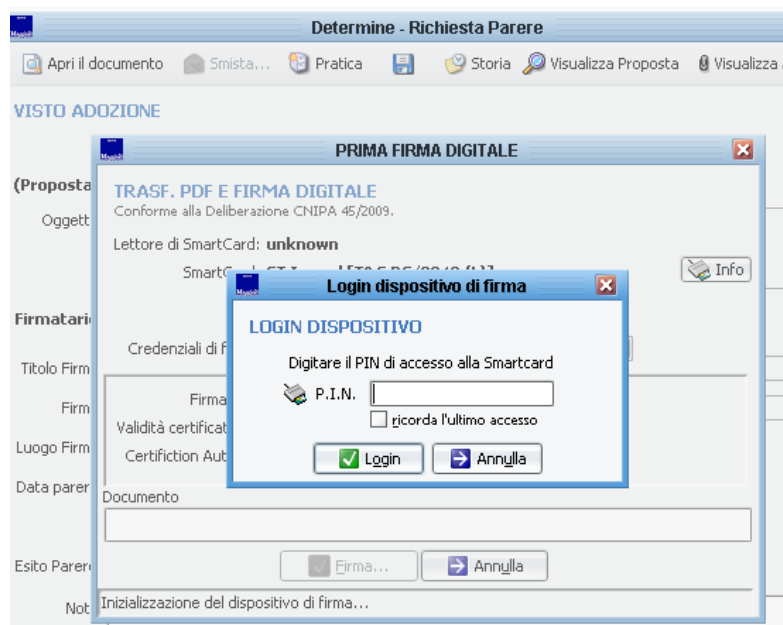 Determine - Richiesta Parere
Apri il documento Smista... Pratica Storia Visualizza Proposta Visualizza
VISTO ADOZIONE
PRIMA FIRMA DIGITALE
(Proposta
TRASF. PDF E FIRMA DIGITALE
Conforme alla Deliberazione CNIPA 45/2009.
Oggett
Lettore di SmartCard: unknown
SmartC
Info
Login dispositivo di firma
LOGIN DISPOSITIVO
Firmatari
Credenziali di f
Digitare il PIN di accesso alla Smartcard
Titolo Firm
P.I.N.
Firma
Firm
ricorda l'ultimo accesso
Validità certificat
Luogo Firm
Certifiction Aut
Login Annulla
Data parer
Documento
Esito Parer
Firma... Annulla
Not
Inizializzazione del dispositivo di firma...